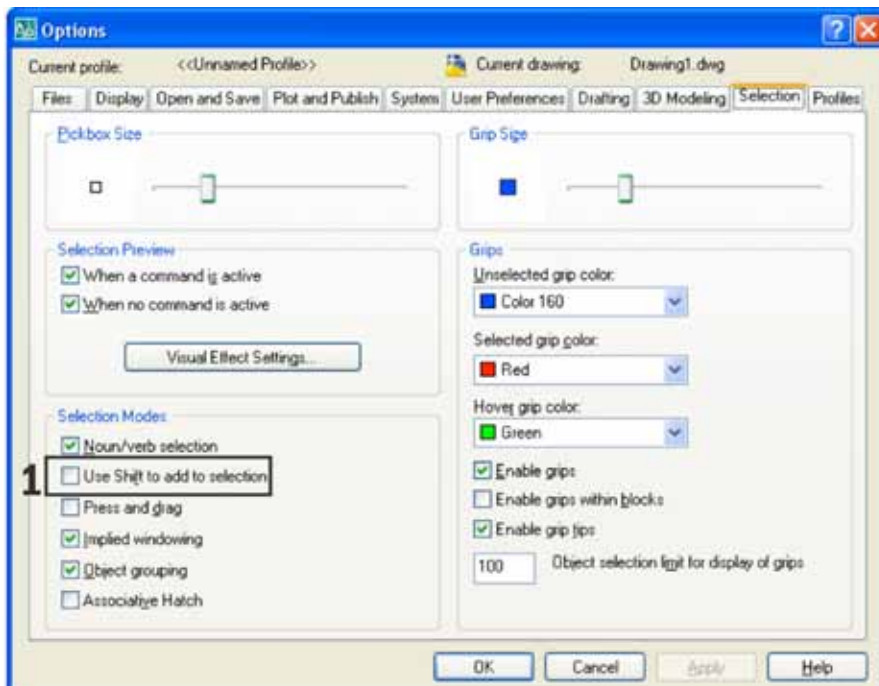 Options
Current profile: <<Unnamed Profile>> Current drawing: Drawing1.dwg
Files Display Open and Save Plot and Publish System User Preferences Drafting 3D Modeling Selection Profiles
Pickbox Size
Grip Size
Selection Preview
When a command is active
When no command is active
Visual Effect Settings...
Selection Modes
Noun/verb selection
1 Use Shift to add to selection
Press and drag
Implied windowing
Object grouping
Associative Hatch
Grips
Unselected grip color:
Color 160
Selected grip color:
Red
Hover grip color:
Green
Enable grips
Enable grips within blocks
Enable grip tips
100 Object selection limit for display of grips
OK Cancel Apply Help